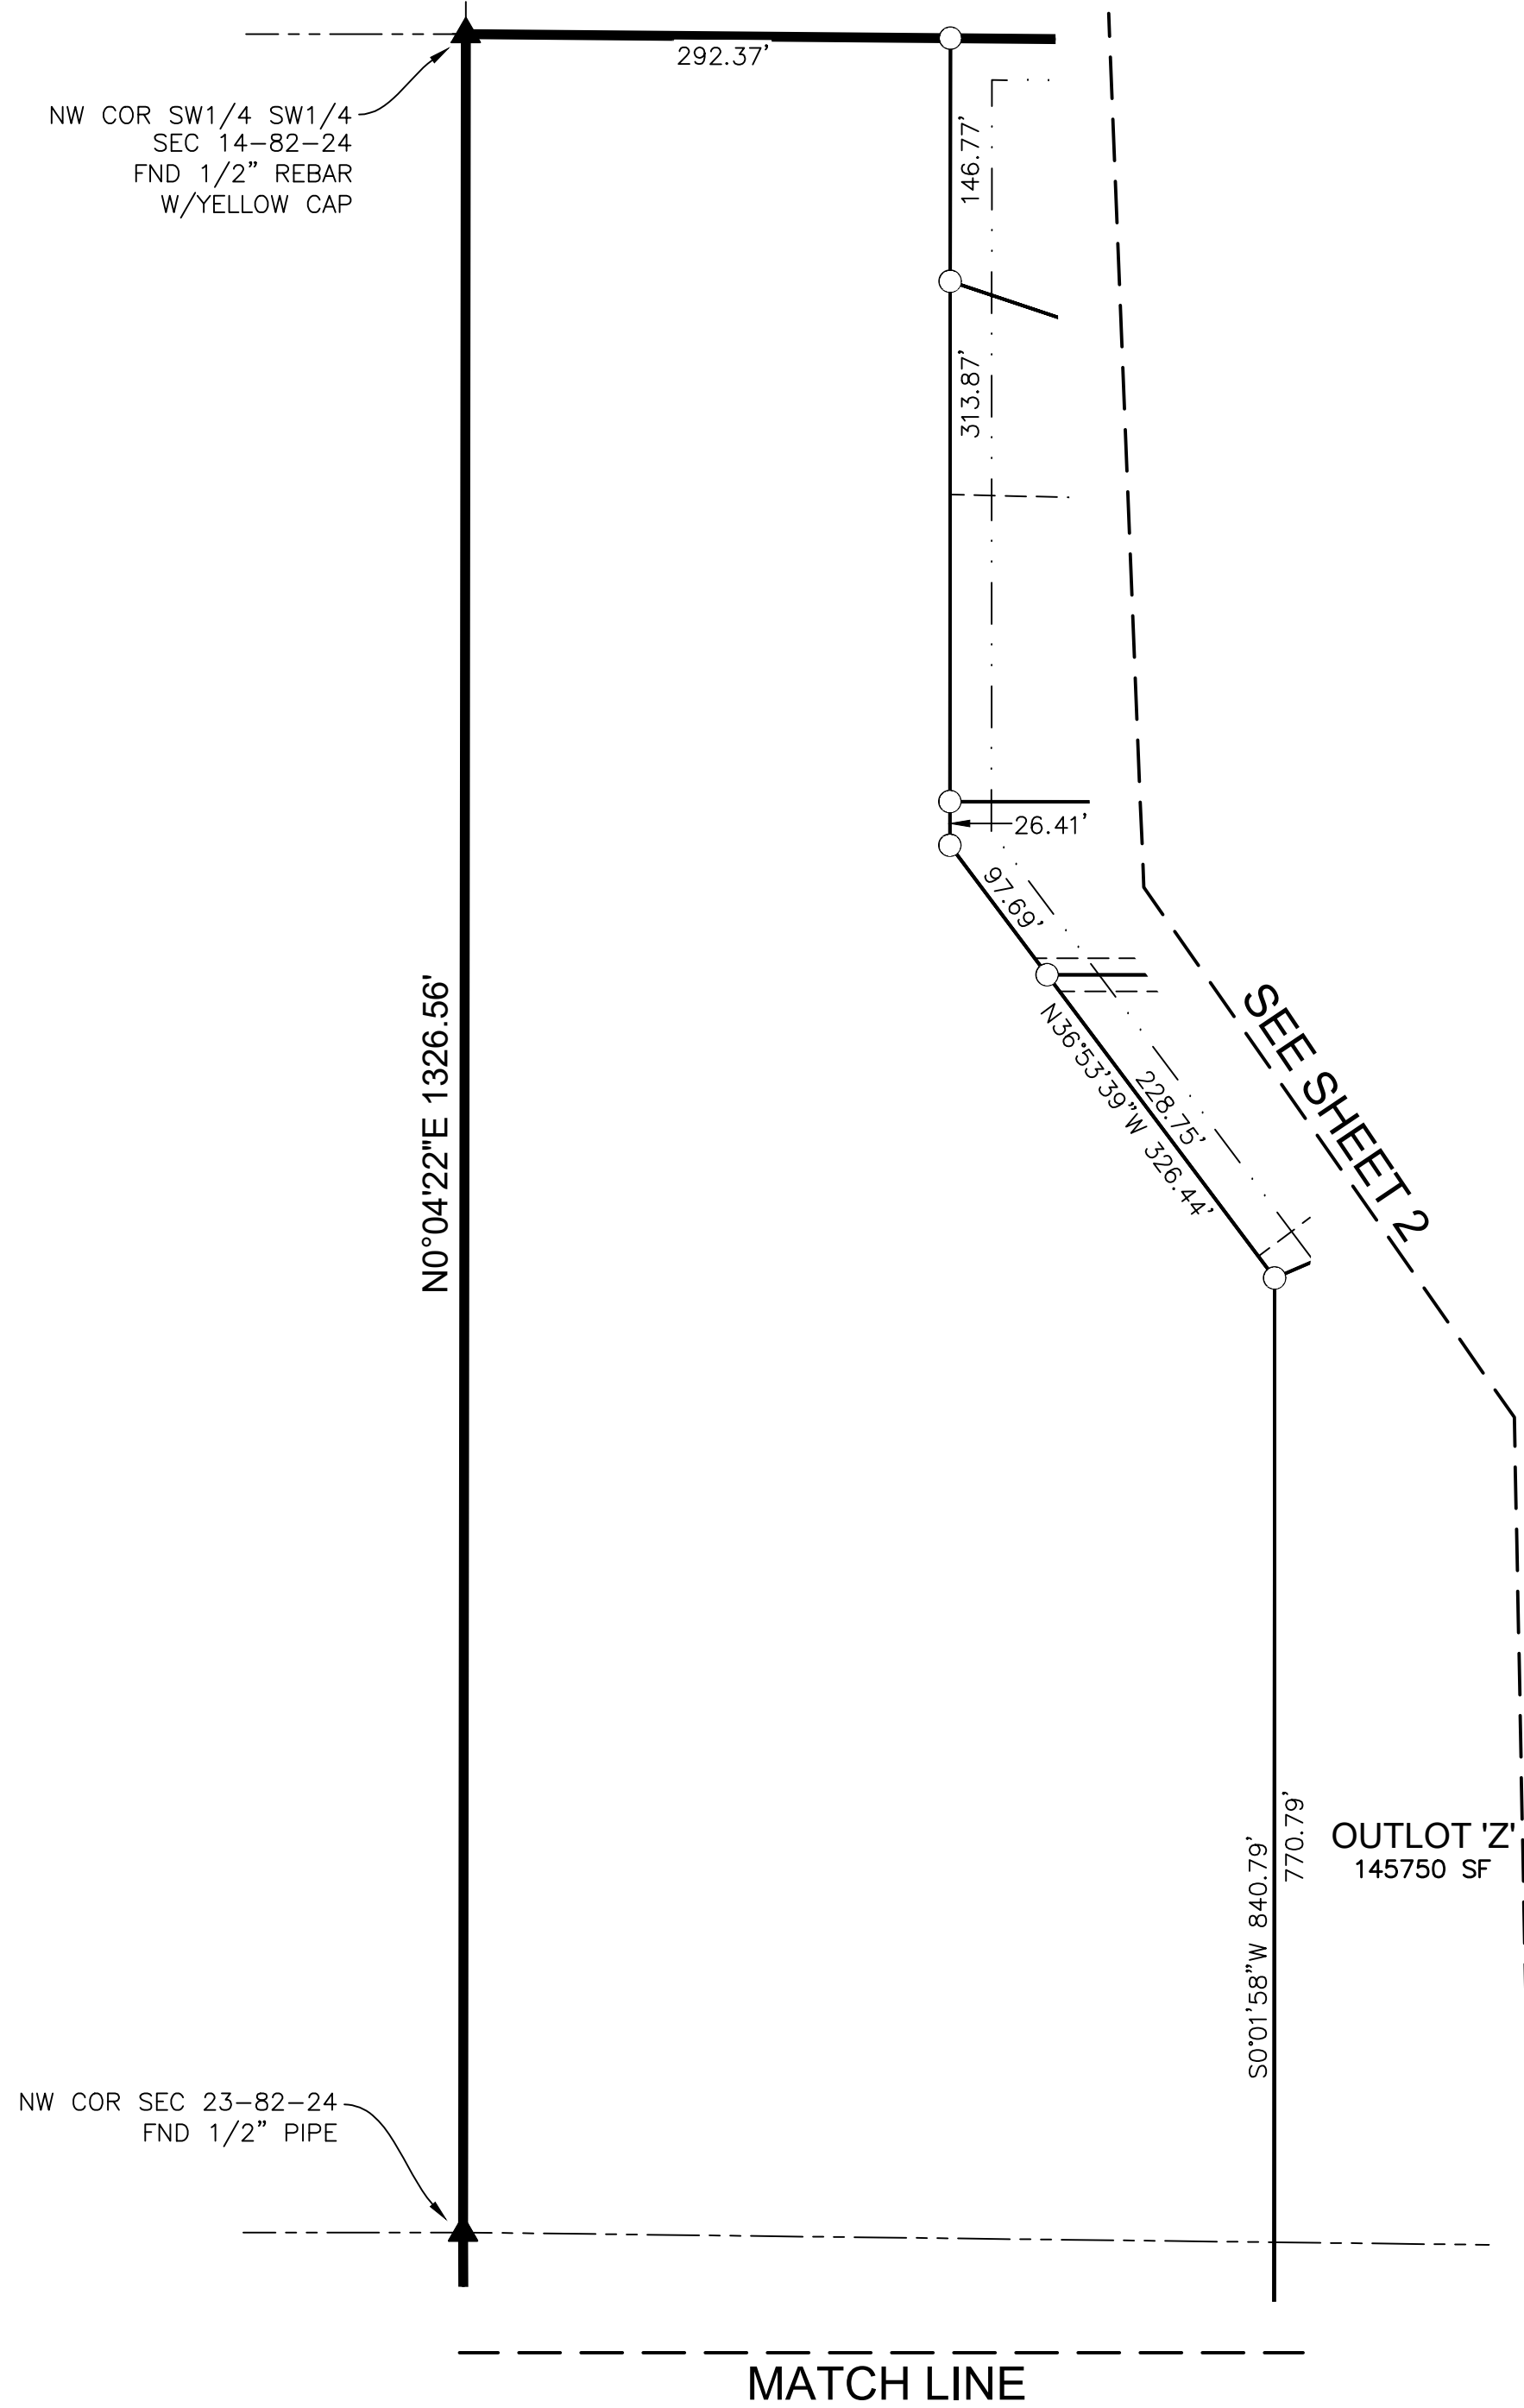 292.37’
NW COR SW1/4 SW1/4
SEC 14-82-24
FND 1/2” REBAR
W/YELLOW CAP
146.77’
313.87’
26.41’
97.69’
N0°04'22"E 1326.56'
SEE SHEET 2
228.75’
N36°53’39”W 326.44’
770.79’
S0°01’58”W 840.79’
OUTLOT 'Z'
145750 SF
NW COR SEC 23-82-24
FND 1/2” PIPE
MATCH LINE